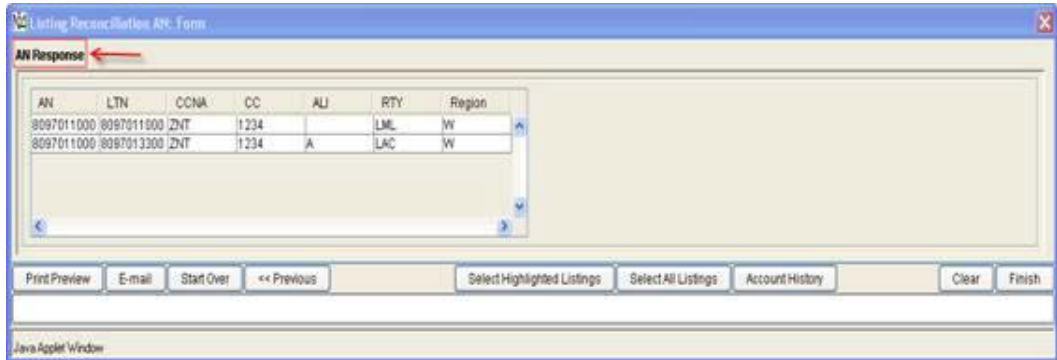 Listing Reconciliation AN: Form
AN Response
AN LTN CCNA CC ALI RTY Region
8097011000 8097011000 ZNT 1234 LML W
8097011000 8097013300 ZNT 1234 A LAC W
Print Preview E-mail Start Over << Previous Select Highlighted Listings Select All Listings Account History Clear Finish
Java Applet Window